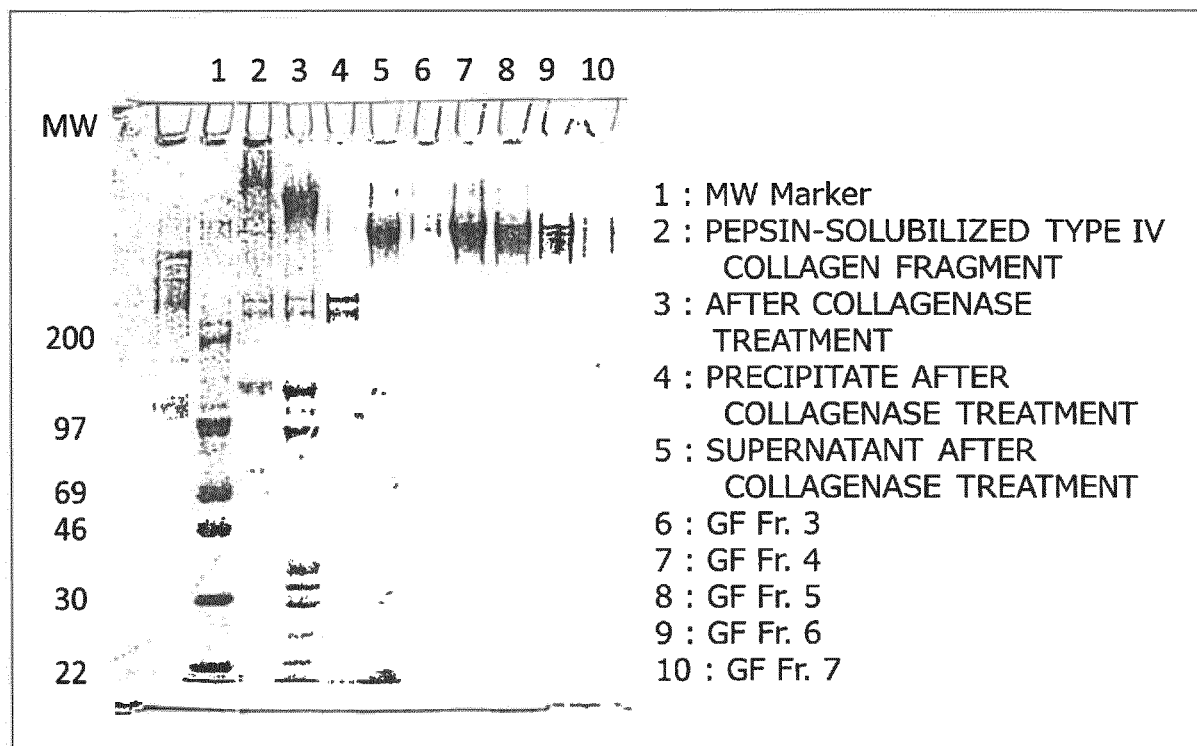 1 2 3 4 5 6 7 8 9 10
MW
200
97
69
46
30
22
1 : MW Marker
2 : PEPSIN-SOLUBILIZED TYPE IV
COLLAGEN FRAGMENT
3 : AFTER COLLAGENASE
TREATMENT
4 : PRECIPITATE AFTER
COLLAGENASE TREATMENT
5 : SUPERNATANT AFTER
COLLAGENASE TREATMENT
6 : GF Fr. 3
7 : GF Fr. 4
8 : GF Fr. 5
9 : GF Fr. 6
10 : GF Fr. 7